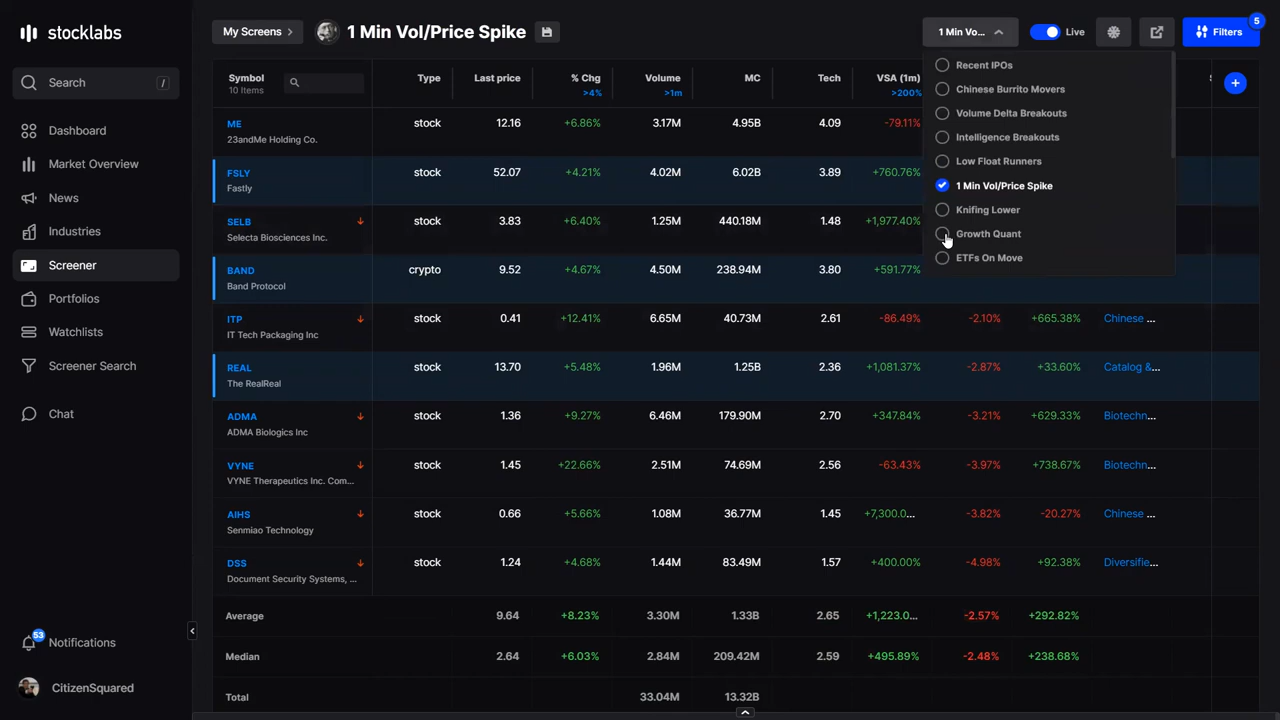 stocklabs
Search /
Dashboard
Market Overview
News
Industries
Screener
Portfolios
Watchlists
Screener Search
Chat
53
Notifications
CitizenSquared
My Screens
1 Min Vol/Price Spike
1 Min Vo...
Live
Filters
5
Symbol
10 Items
Type
Last price
% Chg
>4%
Volume
>1m
MC
Tech
VSA (1m)
>200%
Recent IPOs
Chinese Burrito Movers
Volume Delta Breakouts
Intelligence Breakouts
Low Float Runners
1 Min Vol/Price Spike
Knifing Lower
Growth Quant
ETFs On Move
ME stock 12.16 +6.86% 3.17M 4.95B 4.09 -79.11%
23andMe Holding Co.
FSLY stock 52.07 +4.21% 4.02M 6.02B 3.89 +760.76%
Fastly
SELB stock 3.83 +6.40% 1.25M 440.18M 1.48 +1,977.40%
Selecta Biosciences Inc.
BAND crypto 9.52 +4.67% 4.50M 238.94M 3.80 +591.77%
Band Protocol
ITP stock 0.41 +12.41% 6.65M 40.73M 2.61 -86.49% -2.10% +665.38% Chinese ...
IT Tech Packaging Inc
REAL stock 13.70 +5.48% 1.96M 1.25B 2.36 +1,081.37% -2.87% +33.60% Catalog &...
The RealReal
ADMA stock 1.36 +9.27% 6.46M 179.90M 2.70 +347.84% -3.21% +629.33% Biotechn...
ADMA Biologics Inc
VYNE stock 1.45 +22.66% 2.51M 74.69M 2.56 -63.43% -3.97% +738.67% Biotechn...
VYNE Therapeutics Inc. Com...
AIHS stock 0.66 +5.66% 1.08M 36.77M 1.45 +7,300.0... -3.82% -20.27% Chinese ...
Senmiao Technology
DSS stock 1.24 +4.68% 1.44M 83.49M 1.57 +400.00% -4.98% +92.38% Diversifie...
Document Security Systems, ...
Average 9.64 +8.23% 3.30M 1.33B 2.65 +1,223.0... -2.57% +292.82%
Median 2.64 +6.03% 2.84M 209.42M 2.59 +495.89% -2.48% +238.68%
Total 33.04M 13.32B